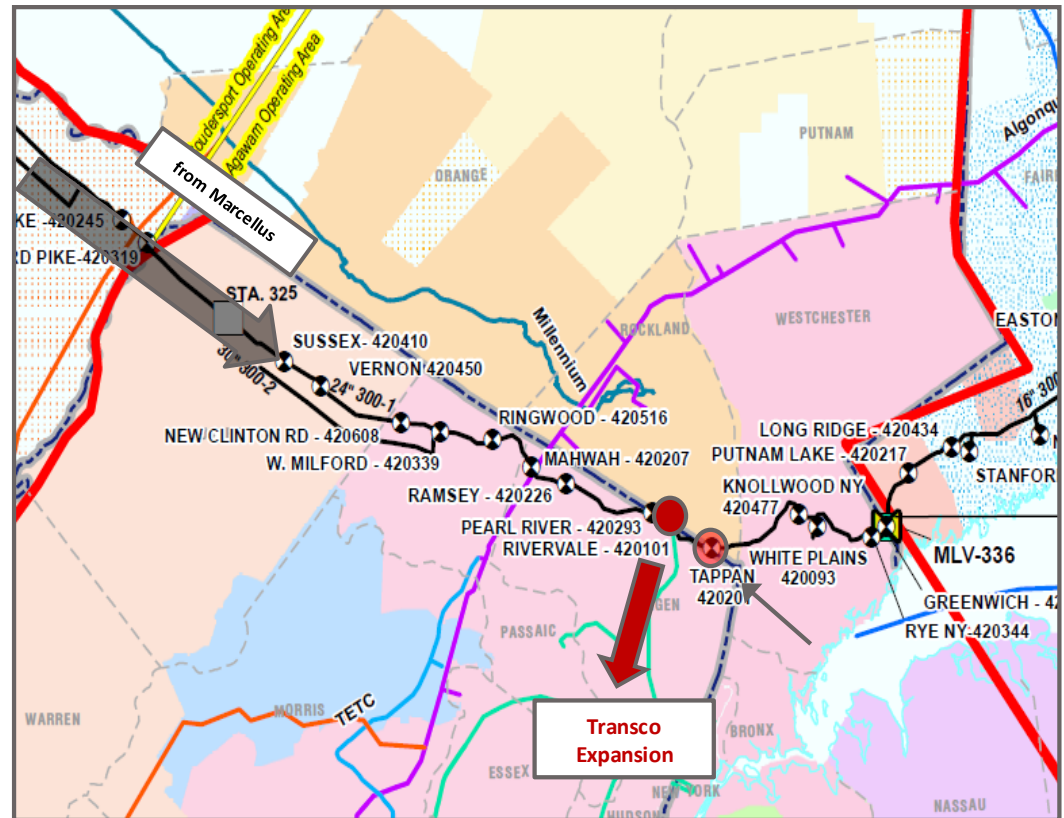 oudersport Operating Area
Agawam Operating Area
from Marcellus
ORANGE
PUTNAM
Algonqu
FAIR
KE -420245
RD PIKE-420319
STA. 325
30" 300-2
SUSSEX- 420410
VERNON 420450
24" 300-1
Millennium
ROCKLAND
WESTCHESTER
EASTON
16" 300
NEW CLINTON RD - 420608
W. MILFORD - 420339
RINGWOOD - 420516
MAHWAH - 420207
RAMSEY - 420226
LONG RIDGE - 420434
PUTNAM LAKE - 420217
STANFOR
KNOLLWOOD NY
420477
PEARL RIVER - 420293
RIVERVALE - 420101
WHITE PLAINS
420093
MLV-336
TAPPAN
42020
GREENWICH - 42
RYE NY-420344
GEN
PASSAIC
WARREN
MORRIS
TETC
Transco
Expansion
BRONX
ESSEX
NEW YORK
HUDSON
NASSAU